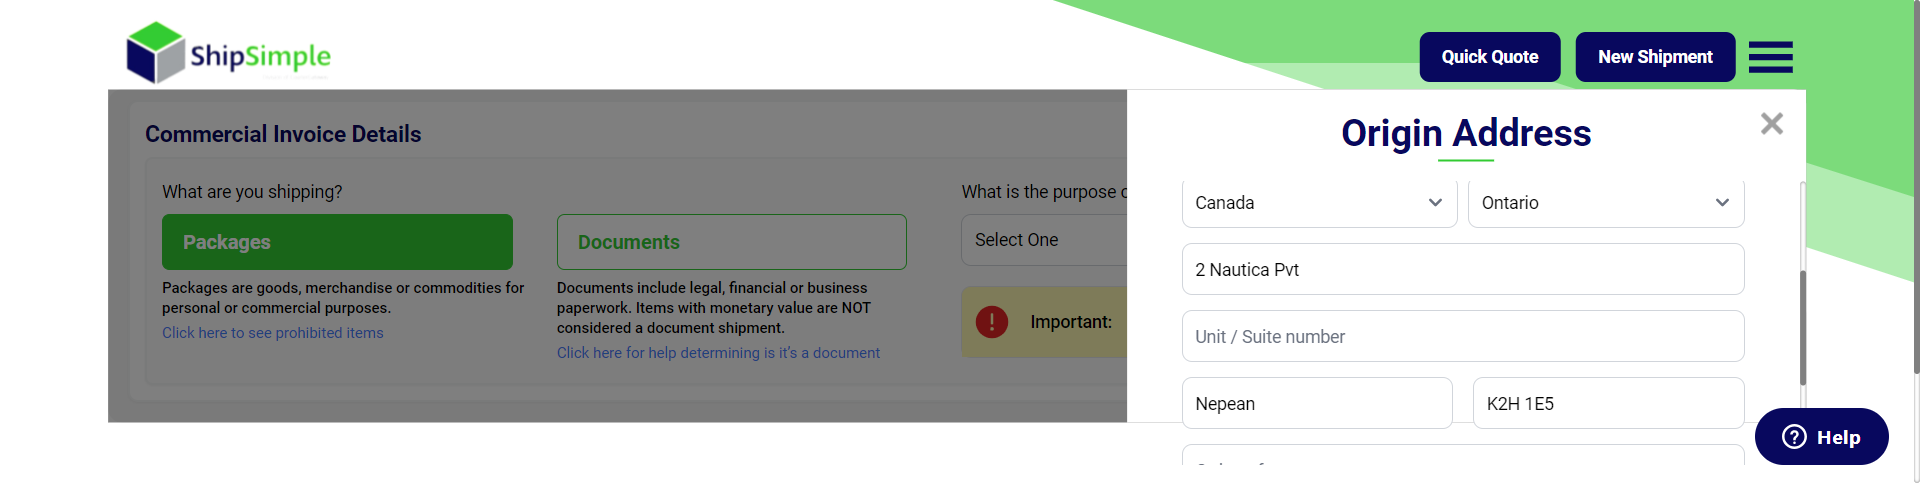 ShipSimple
Quick Quote
New Shipment
Commercial Invoice Details
What are you shipping?
Packages
Packages are goods, merchandise or commodities for
personal or commercial purposes.
Click here to see prohibited items
Documents
Documents include legal, financial or business
paperwork. Items with monetary value are NOT
considered a document shipment.
Click here for help determining is it's a document
What is the purpose
Select One
Important:
Origin Address
Canada
Ontario
2 Nautica Pvt
Unit / Suite number
Nepean
K2H 1E5
Help